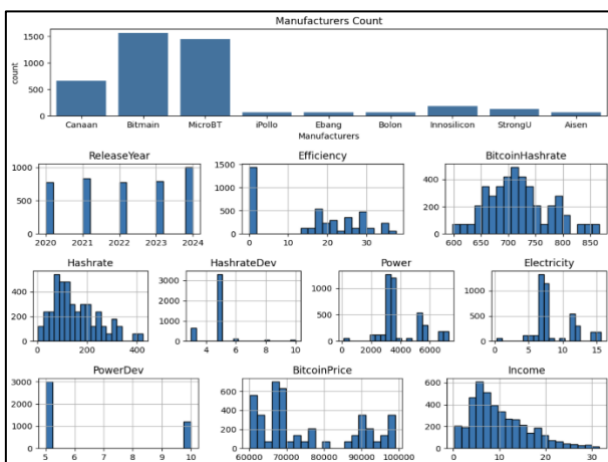 Manufacturers Count
1500
1000
500
0
count
Canaan Bitmain MicroBT iPollo Ebang Bolon Innosilicon StrongU Aisen
Manufacturers
ReleaseYear Efficiency BitcoinHashrate
1000
500
0
2020 2021 2022 2023 2024
1500
1000
500
0
0 10 20 30
400
200
0
600 650 700 750 800 850
Hashrate HashrateDev Power Electricity
400
200
0
0 200 400
3000
2000
1000
0
4 6 8 10
1000
500
0
0 2000 4000 6000
1000
500
0
0 5 10 15
PowerDev BitcoinPrice Income
3000
2000
1000
0
5 6 7 8 9 10
600
400
200
0
60000 70000 80000 90000 100000
600
400
200
0
0 10 20 30